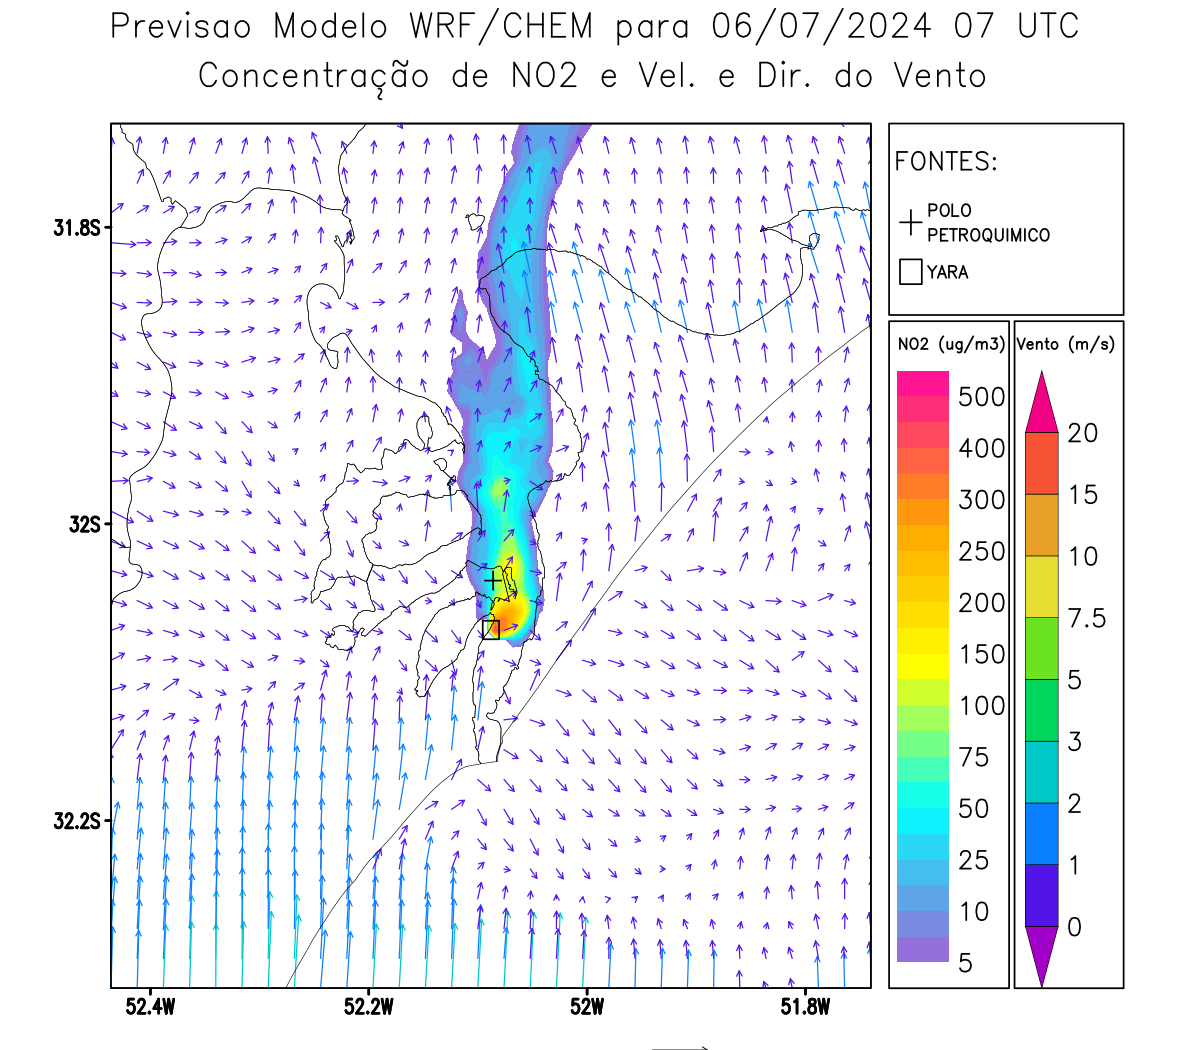 Previsao Modelo WRF/CHEM para 06/07/2024 07 UTC
Concentração de NO2 e Vel. e Dir. do Vento
FONTES:
POLO
PETROQUIMICO
YARA
NO2 (ug/m3)
500
400
300
250
200
150
100
75
50
25
10
5
Vento (m/s)
20
15
10
7.5
5
3
2
1
0
31.8S
32S
32.2S
52.4W
52.2W
52W
51.8W